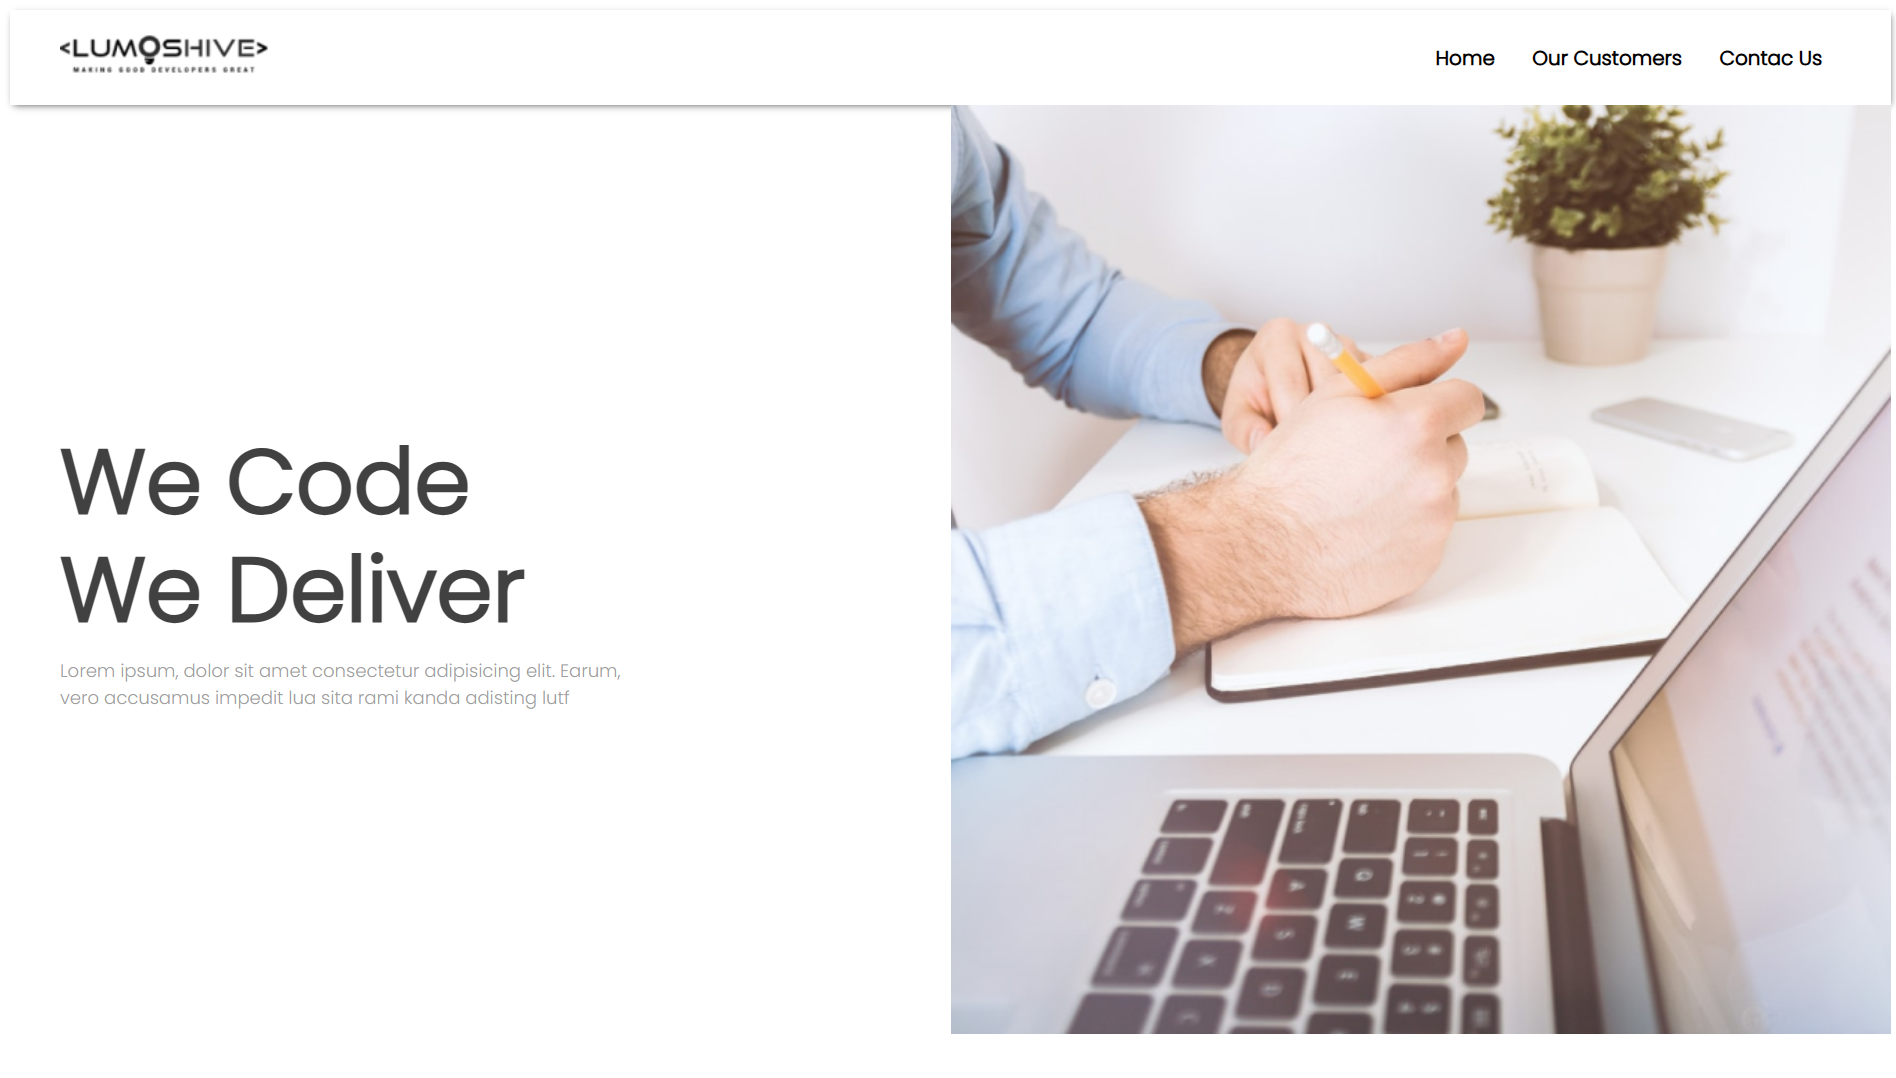 <LUMOSHIVE>
MAKING GOOD DEVELOPERS GREAT
Home
Our Customers
Contac Us
We Code
We Deliver
Lorem ipsum, dolor sit amet consectetur adipisicing elit. Earum,
vero accusamus impedit lua sita rami kanda adisting lutf